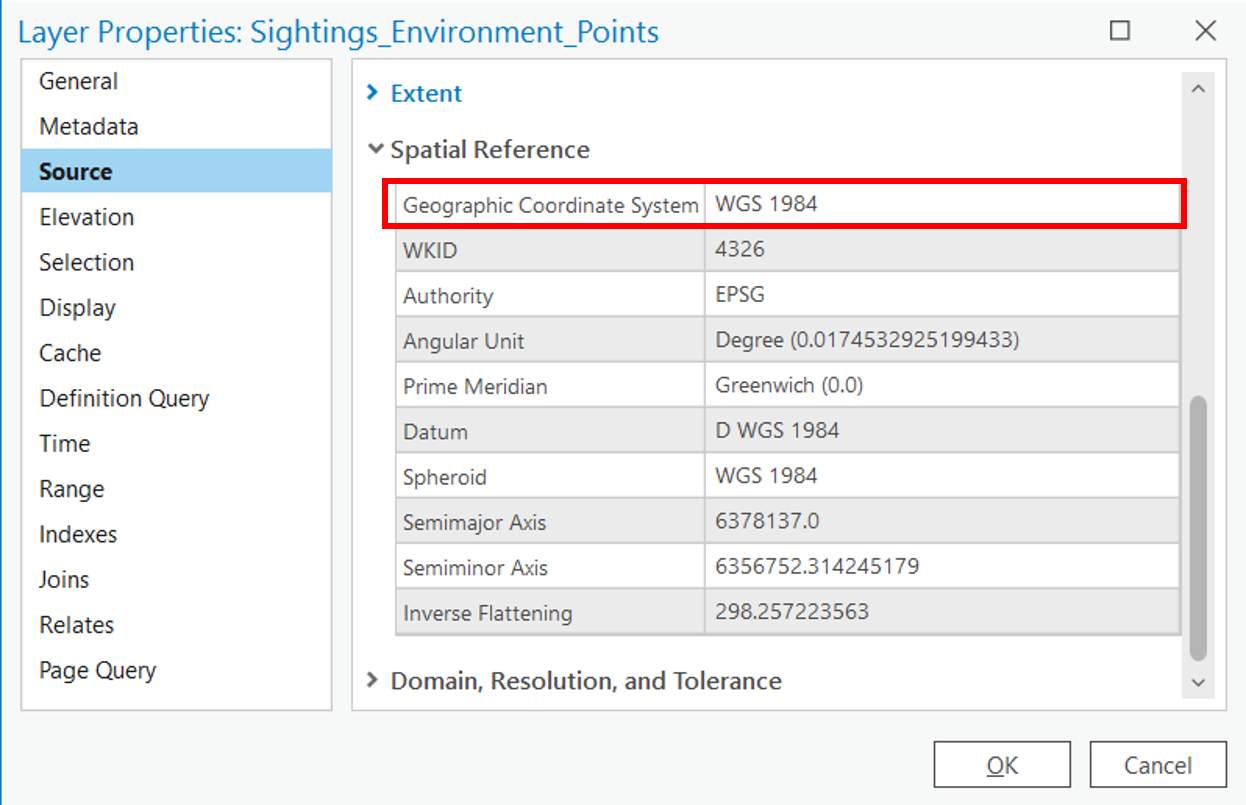 Layer Properties: Sightings_Environment_Points
General
Metadata
Source
Elevation
Selection
Display
Cache
Definition Query
Time
Range
Indexes
Joins
Relates
Page Query
Extent
Spatial Reference
Geographic Coordinate System WGS 1984
WKID 4326
Authority EPSG
Angular Unit Degree (0.0174532925199433)
Prime Meridian Greenwich (0.0)
Datum D WGS 1984
Spheroid WGS 1984
Semimajor Axis 6378137.0
Semiminor Axis 6356752.314245179
Inverse Flattening 298.257223563
Domain, Resolution, and Tolerance
OK Cancel